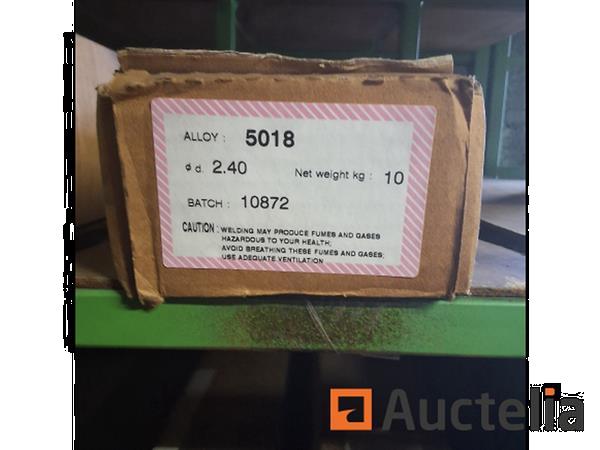 ALLOY : 5018
ø d. 2.40 Net weight kg : 10
BATCH : 10872
CAUTION : WELDING MAY PRODUCE FUMES AND GASES
HAZARDOUS TO YOUR HEALTH;
AVOID BREATHING THESE FUMES AND GASES;
USE ADEQUATE VENTILATION
Auctelia